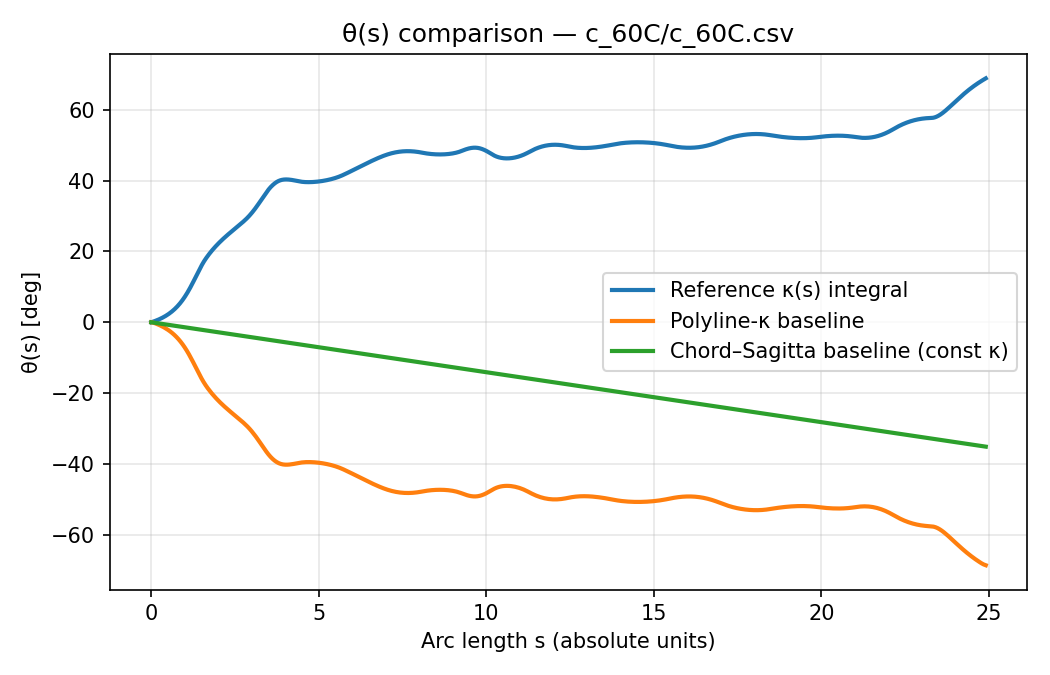 θ(s) comparison — c_60C/c_60C.csv
θ(s) [deg]
60
40
20
0
−20
−40
−60
Reference κ(s) integral
Polyline-κ baseline
Chord–Sagitta baseline (const κ)
0 5 10 15 20 25
Arc length s (absolute units)